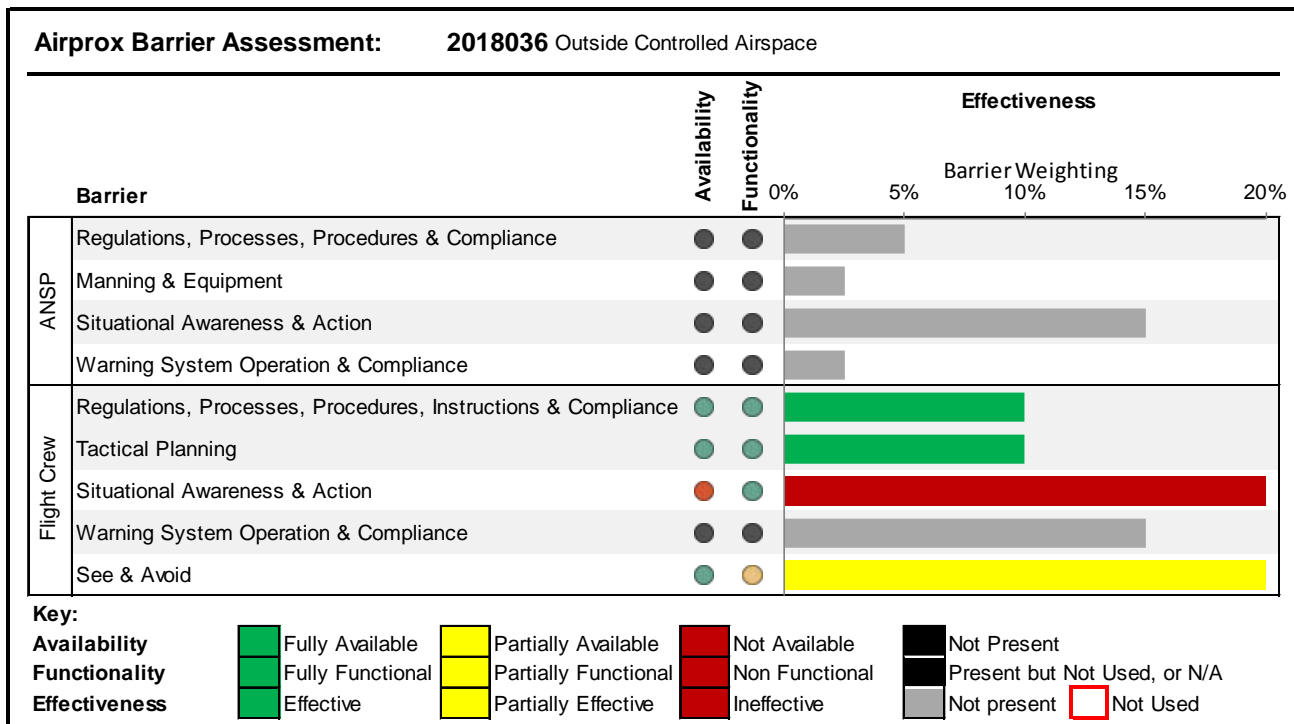 Airprox Barrier Assessment: 2018036 Outside Controlled Airspace
Availability
Functionality
Effectiveness
Barrier Weighting
Barrier
0% 5% 10% 15% 20%
ANSP
Regulations, Processes, Procedures & Compliance
Manning & Equipment
Situational Awareness & Action
Warning System Operation & Compliance
Flight Crew
Regulations, Processes, Procedures, Instructions & Compliance
Tactical Planning
Situational Awareness & Action
Warning System Operation & Compliance
See & Avoid
Key:
Availability Fully Available Partially Available Not Available Not Present
Functionality Fully Functional Partially Functional Non Functional Present but Not Used, or N/A
Effectiveness Effective Partially Effective Ineffective Not present Not Used